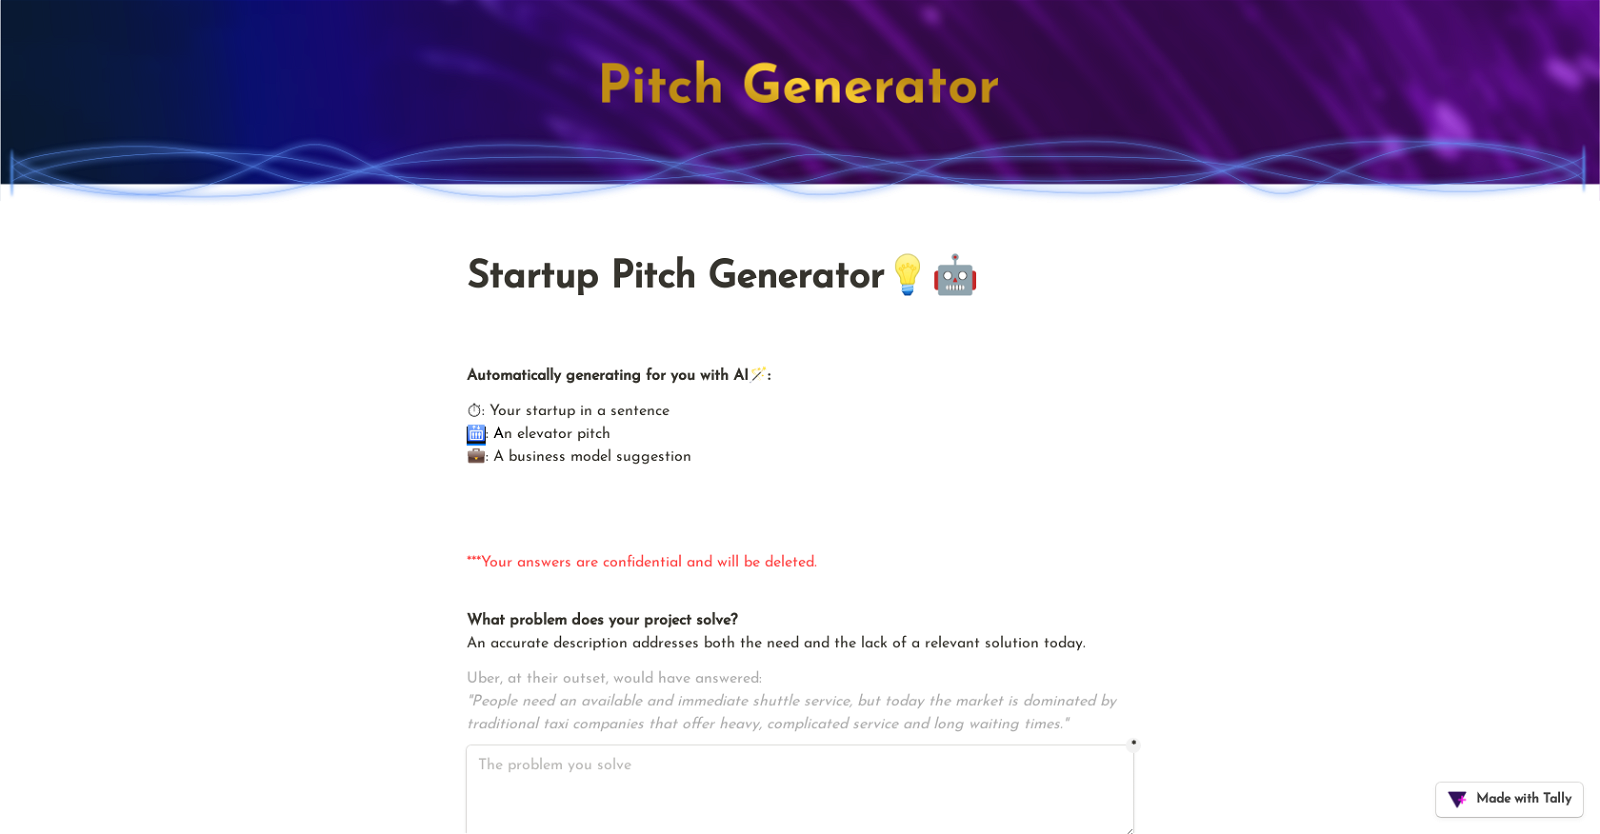 Pitch Generator
Startup Pitch Generator💡🤖
Automatically generating for you with AI🪄:
⏱: Your startup in a sentence
🛗: An elevator pitch
💼: A business model suggestion
***Your answers are confidential and will be deleted.
What problem does your project solve?
An accurate description addresses both the need and the lack of a relevant solution today.
Uber, at their outset, would have answered:
"People need an available and immediate shuttle service, but today the market is dominated by
traditional taxi companies that offer heavy, complicated service and long waiting times."
*
The problem you solve
Made with Tally